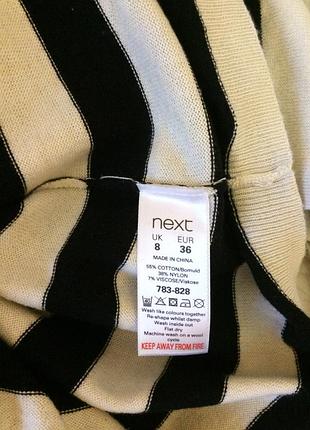 next
UK EUR
8 36
MADE IN CHINA
55% COTTON/Bomuld
38% NYLON
7% VISCOSE/Viskose
783-828
Wash like colours together
Re-shape whilst damp
Wash inside out
Flat dry
Machine wash on a wool
cycle
KEEP AWAY FROM FIRE